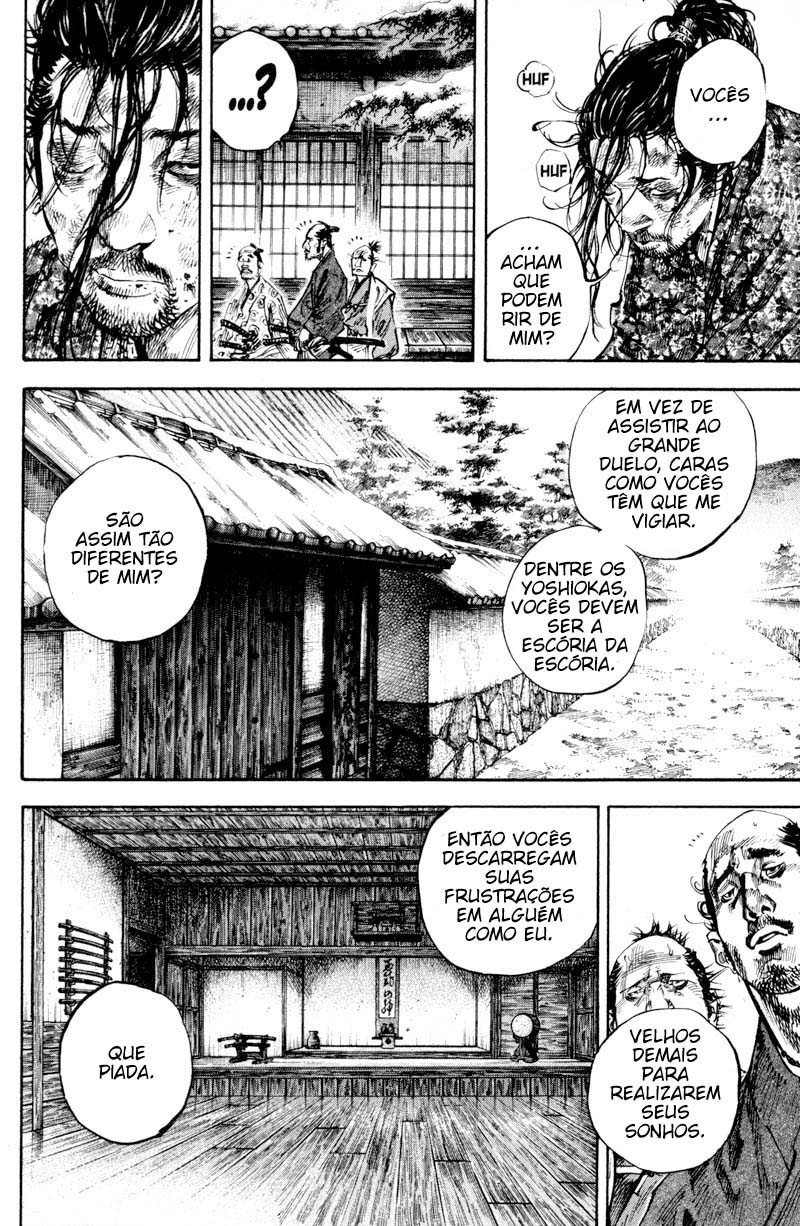 VOCÊS
...
HUF
HUF
...
ACHAM
QUE
PODEM
RIR DE
MIM?
...?
EM VEZ DE
ASSISTIR AO
GRANDE
DUELO, CARAS
COMO VOCÊS
TÊM QUE ME
VIGIAR.
DENTRE OS
YOSHIOKAS,
VOCÊS DEVEM
SER A
ESCÓRIA DA
ESCÓRIA.
SÃO
ASSIM TÃO
DIFERENTES
DE MIM?
VELHOS
DEMAIS
PARA
REALIZAREM
SEUS
SONHOS.
ENTÃO VOCÊS
DESCARREGAM
SUAS
FRUSTRAÇÕES
EM ALGUÉM
COMO EU.
QUE
PIADA.